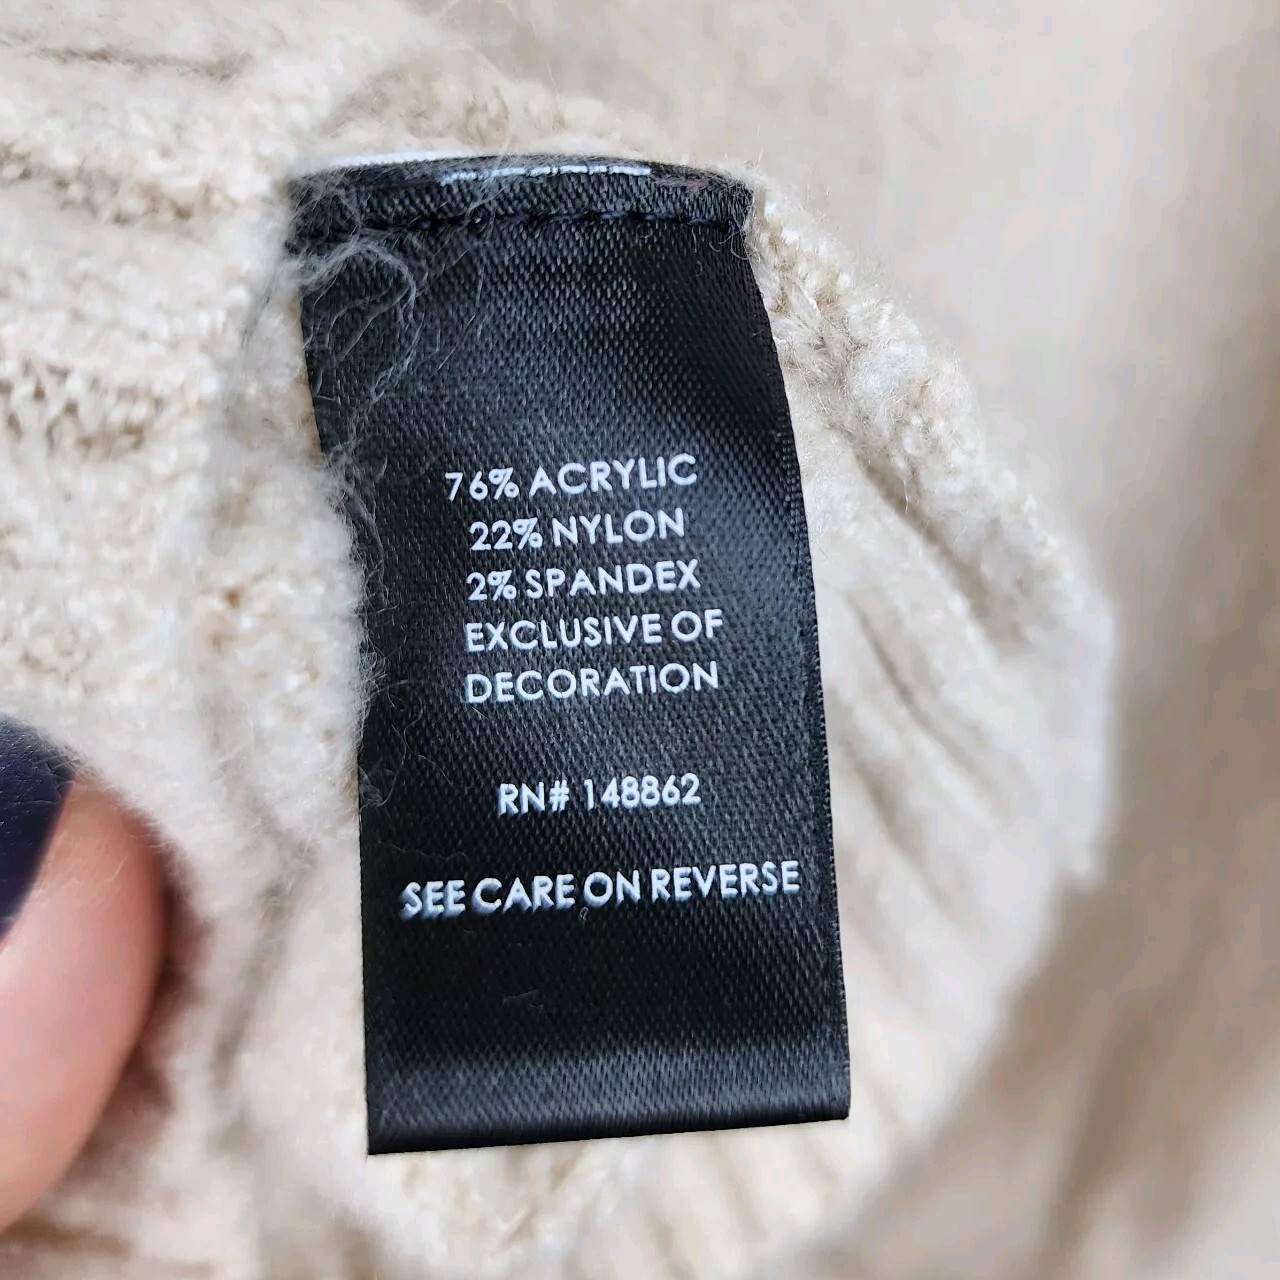 76% ACRYLIC
22% NYLON
2% SPANDEX
EXCLUSIVE OF
DECORATION
RN# 148862
SEE CARE ON REVERSE